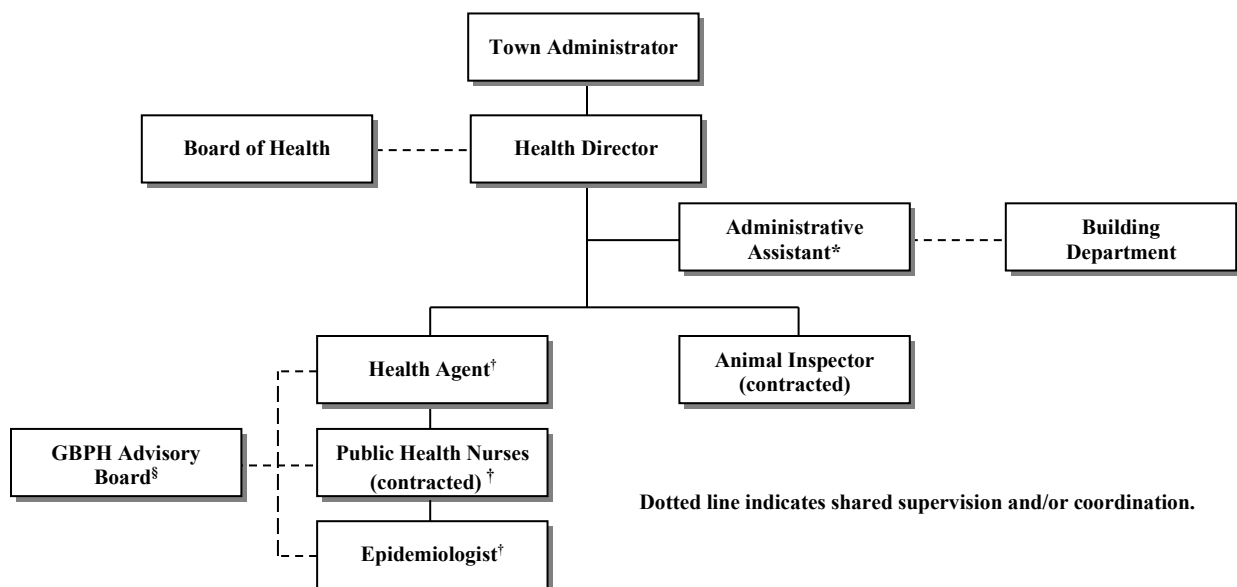 Town Administrator
Board of Health
Health Director
Administrative
Assistant*
Building
Department
Health Agent†
Animal Inspector
(contracted)
GBPH Advisory
Board§
Public Health Nurses
(contracted) †
Dotted line indicates shared supervision and/or coordination.
Epidemiologist†